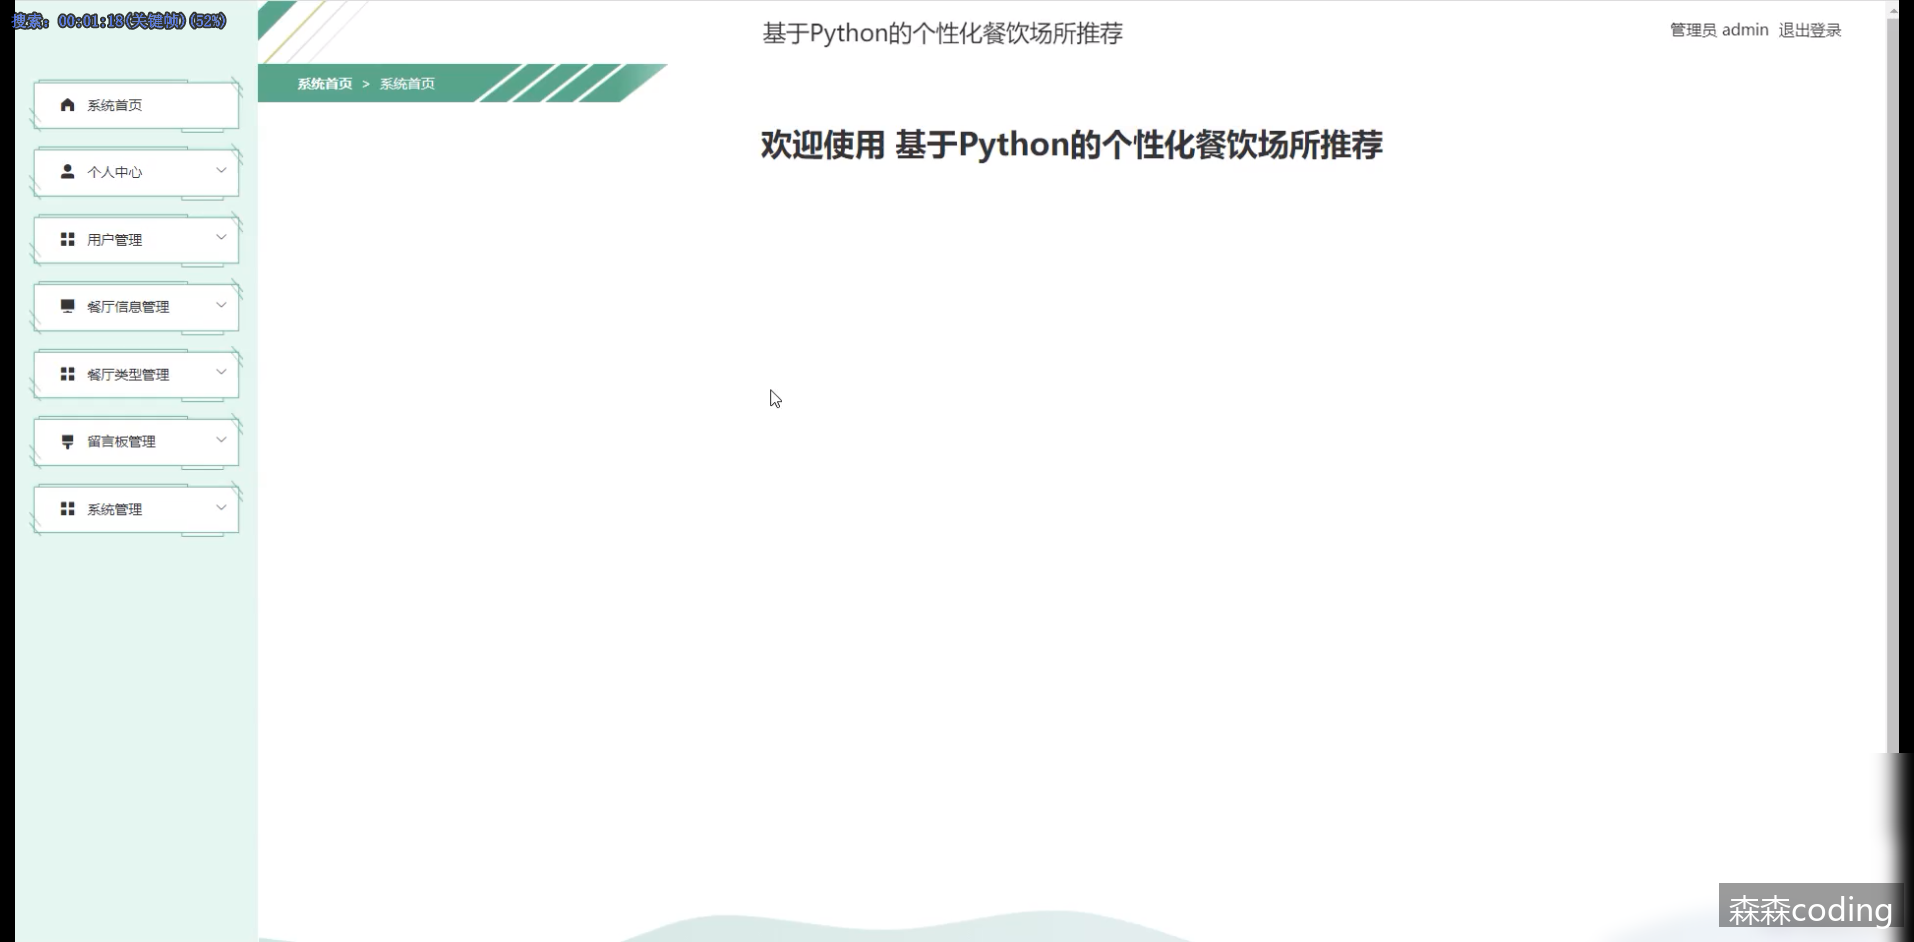 搜索: 00:01:18(关键帧)(52%)
基于Python的个性化餐饮场所推荐
管理员 admin 退出登录
系统首页 > 系统首页
欢迎使用 基于Python的个性化餐饮场所推荐
系统首页
个人中心
用户管理
餐厅信息管理
餐厅类型管理
留言板管理
系统管理
森森coding